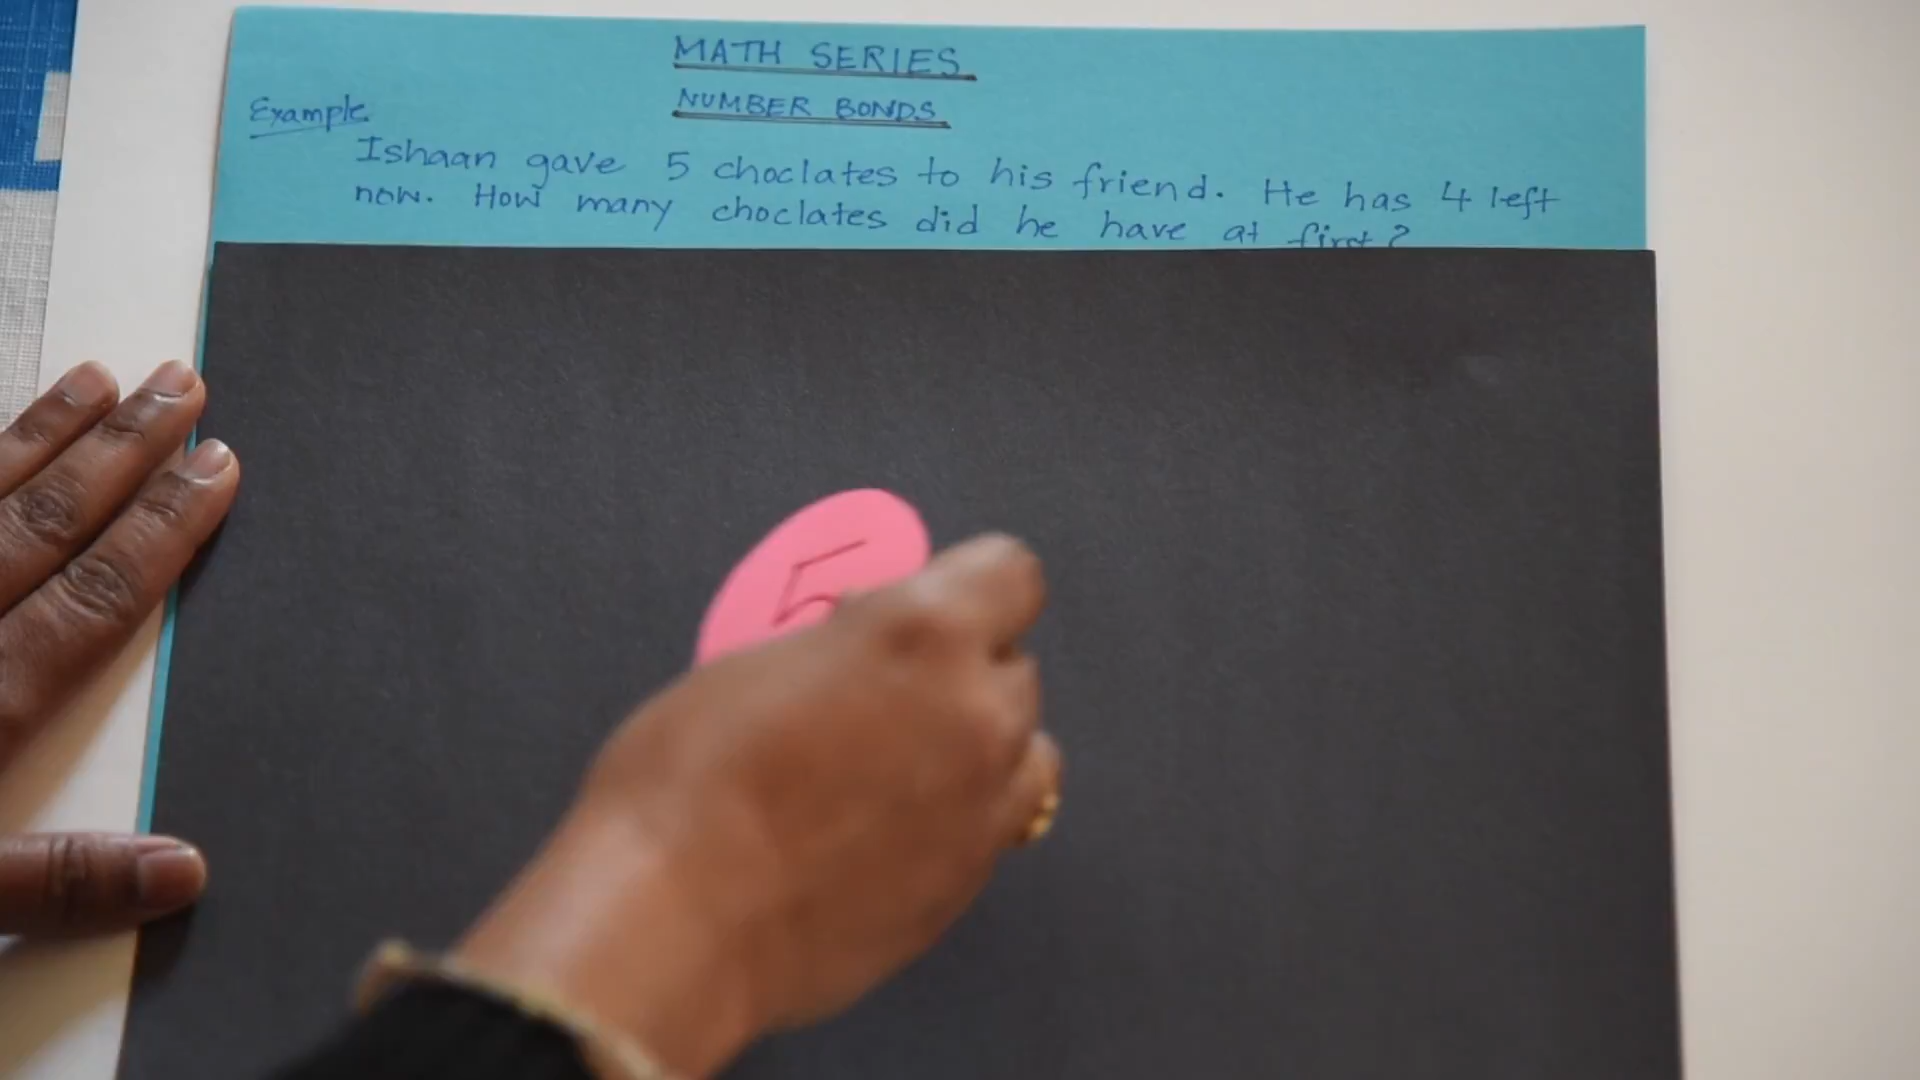 MATH SERIES
NUMBER BONDS
Example
Ishaan gave 5 choclates to his friend. He has 4 left
now. How many choclates did he have at first?
5